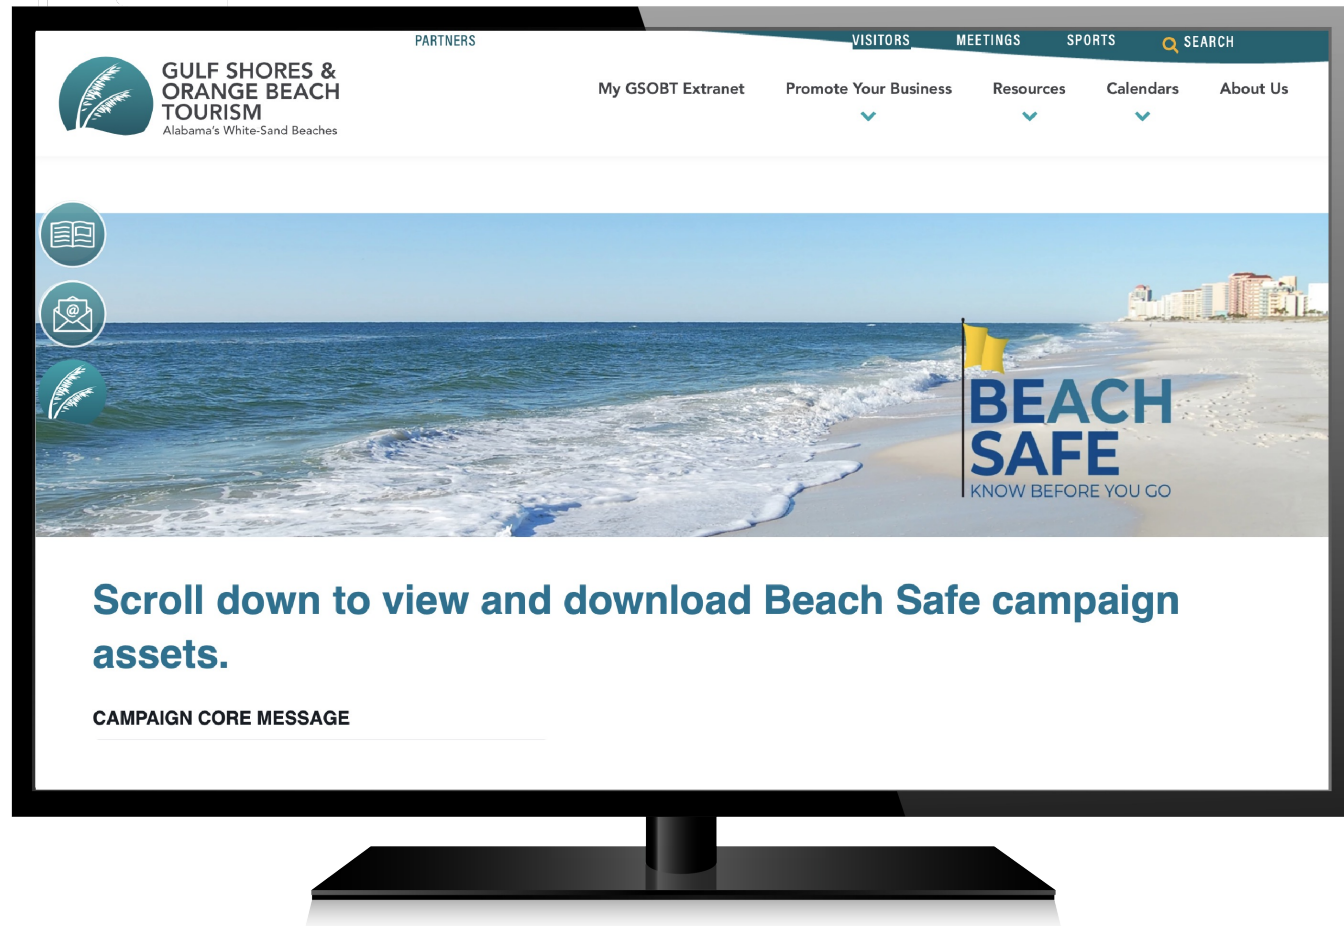 PARTNERS
VISITORS
MEETINGS
SPORTS
SEARCH
GULF SHORES &
ORANGE BEACH
TOURISM
Alabama's White-Sand Beaches
My GSOBT Extranet
Promote Your Business
Resources
Calendars
About Us
@
BEACH
SAFE
KNOW BEFORE YOU GO
Scroll down to view and download Beach Safe campaign
assets.
CAMPAIGN CORE MESSAGE